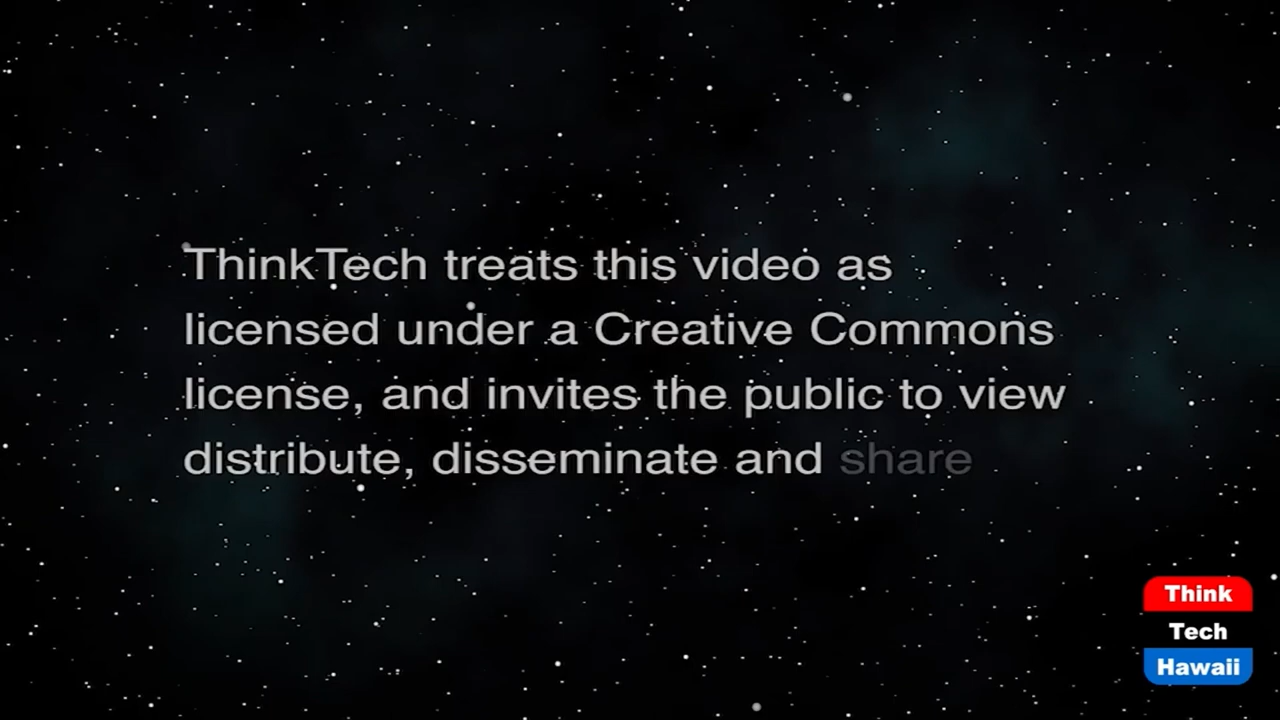 ThinkTech treats this video as
licensed under a Creative Commons
license, and invites the public to view
distribute, disseminate and share
Think
Tech
Hawaii